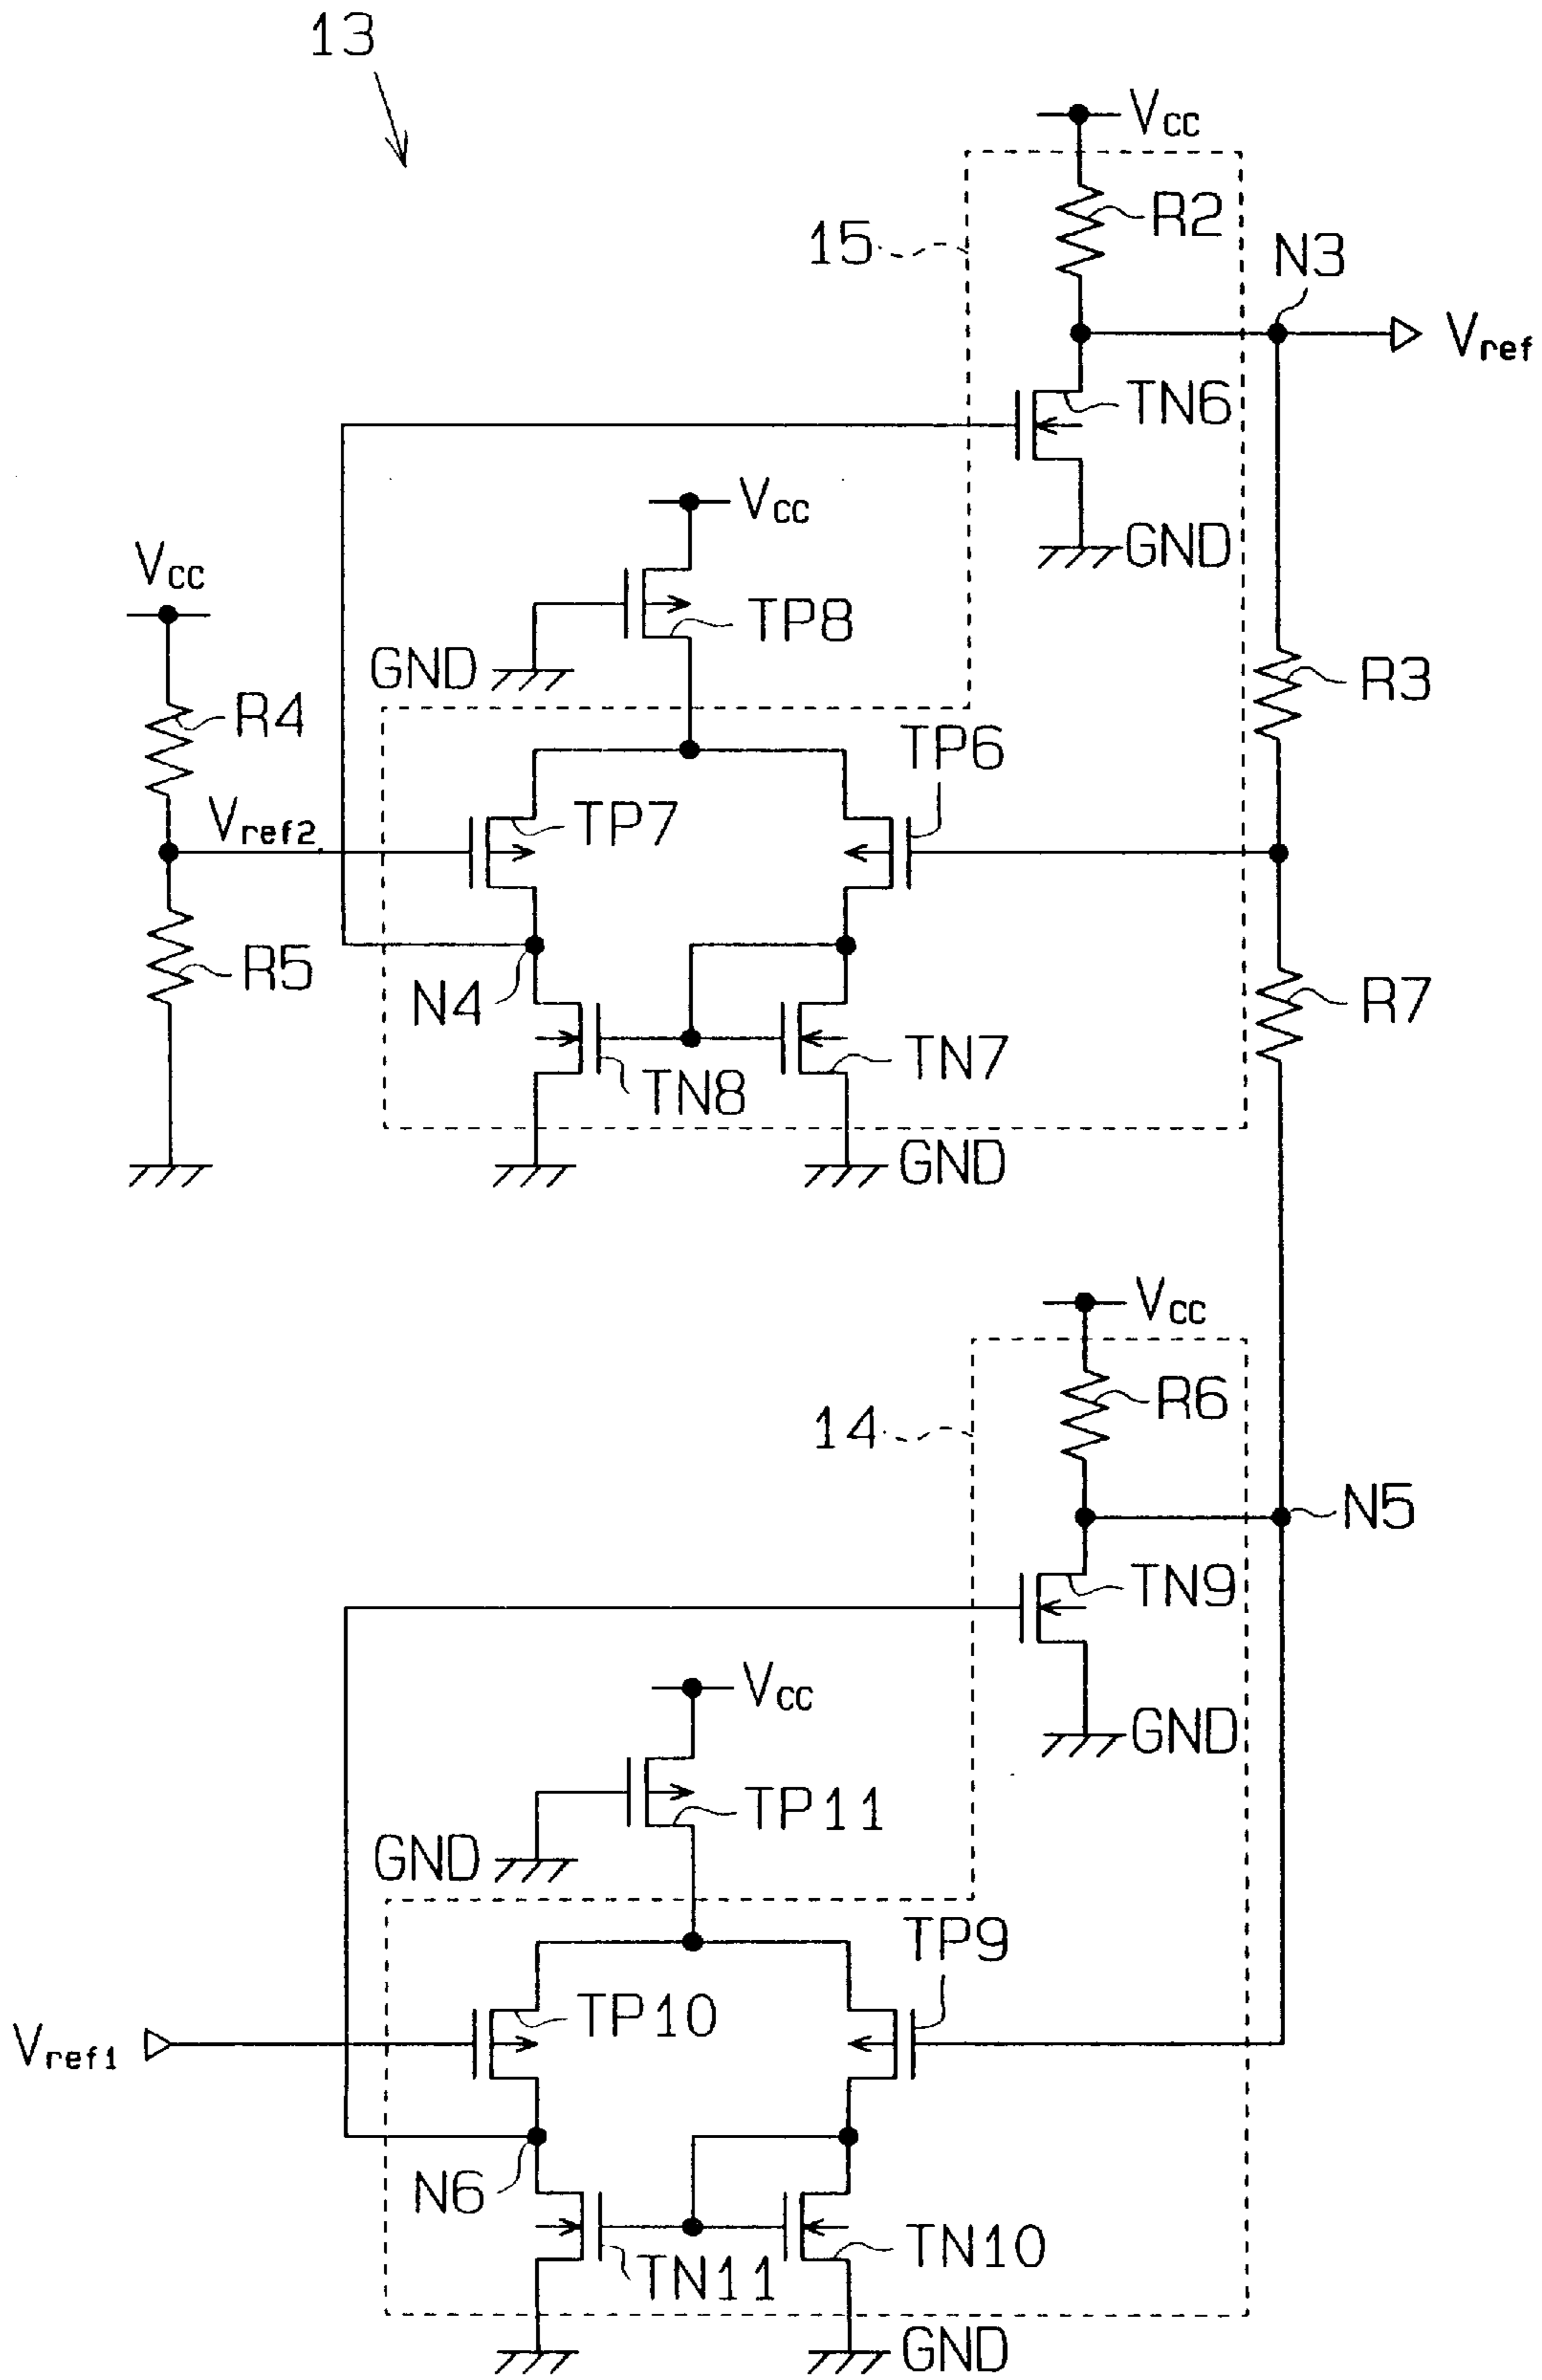 13
Vcc
R2
15
N3
Vref
TN6
Vcc
GND
Vcc
TP8
GND
R3
R4
TP6
Vref2
TP7
R5
N4
R7
TN7
TN8
GND
Vcc
R6
14
N5
TN9
Vcc
GND
TP11
GND
TP9
TP10
Vref1
N6
TN10
TN11
GND